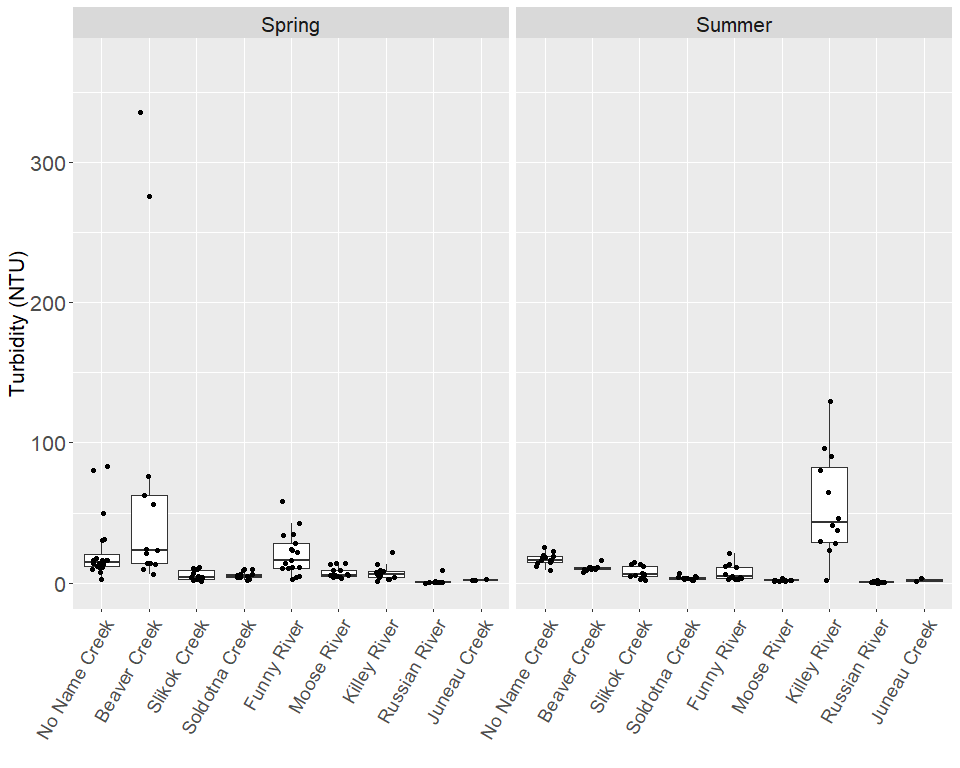 Spring
Summer
Turbidity (NTU)
300
200
100
0
No Name Creek
Beaver Creek
Slikok Creek
Soldotna Creek
Funny River
Moose River
Killey River
Russian River
Juneau Creek
No Name Creek
Beaver Creek
Slikok Creek
Soldotna Creek
Funny River
Moose River
Killey River
Russian River
Juneau Creek